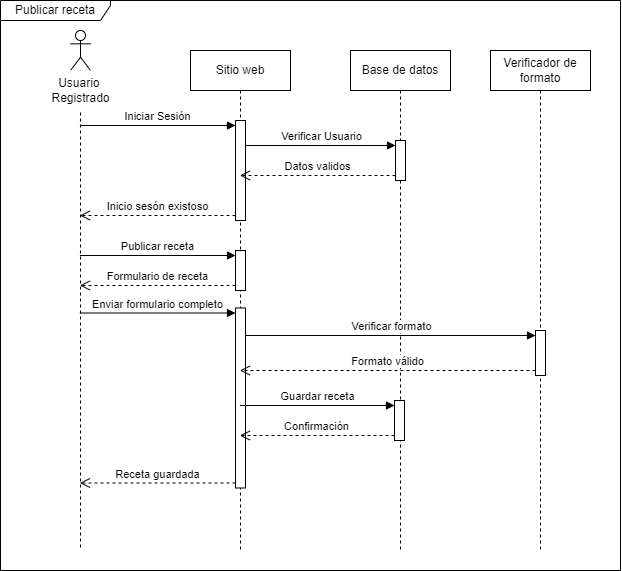 Publicar receta
Usuario
Registrado
Sitio web
Base de datos
Verificador de
formato
Iniciar Sesión
Verificar Usuario
Datos validos
Inicio sesón existoso
Publicar receta
Formulario de receta
Enviar formulario completo
Verificar formato
Formato válido
Guardar receta
Confirmación
Receta guardada